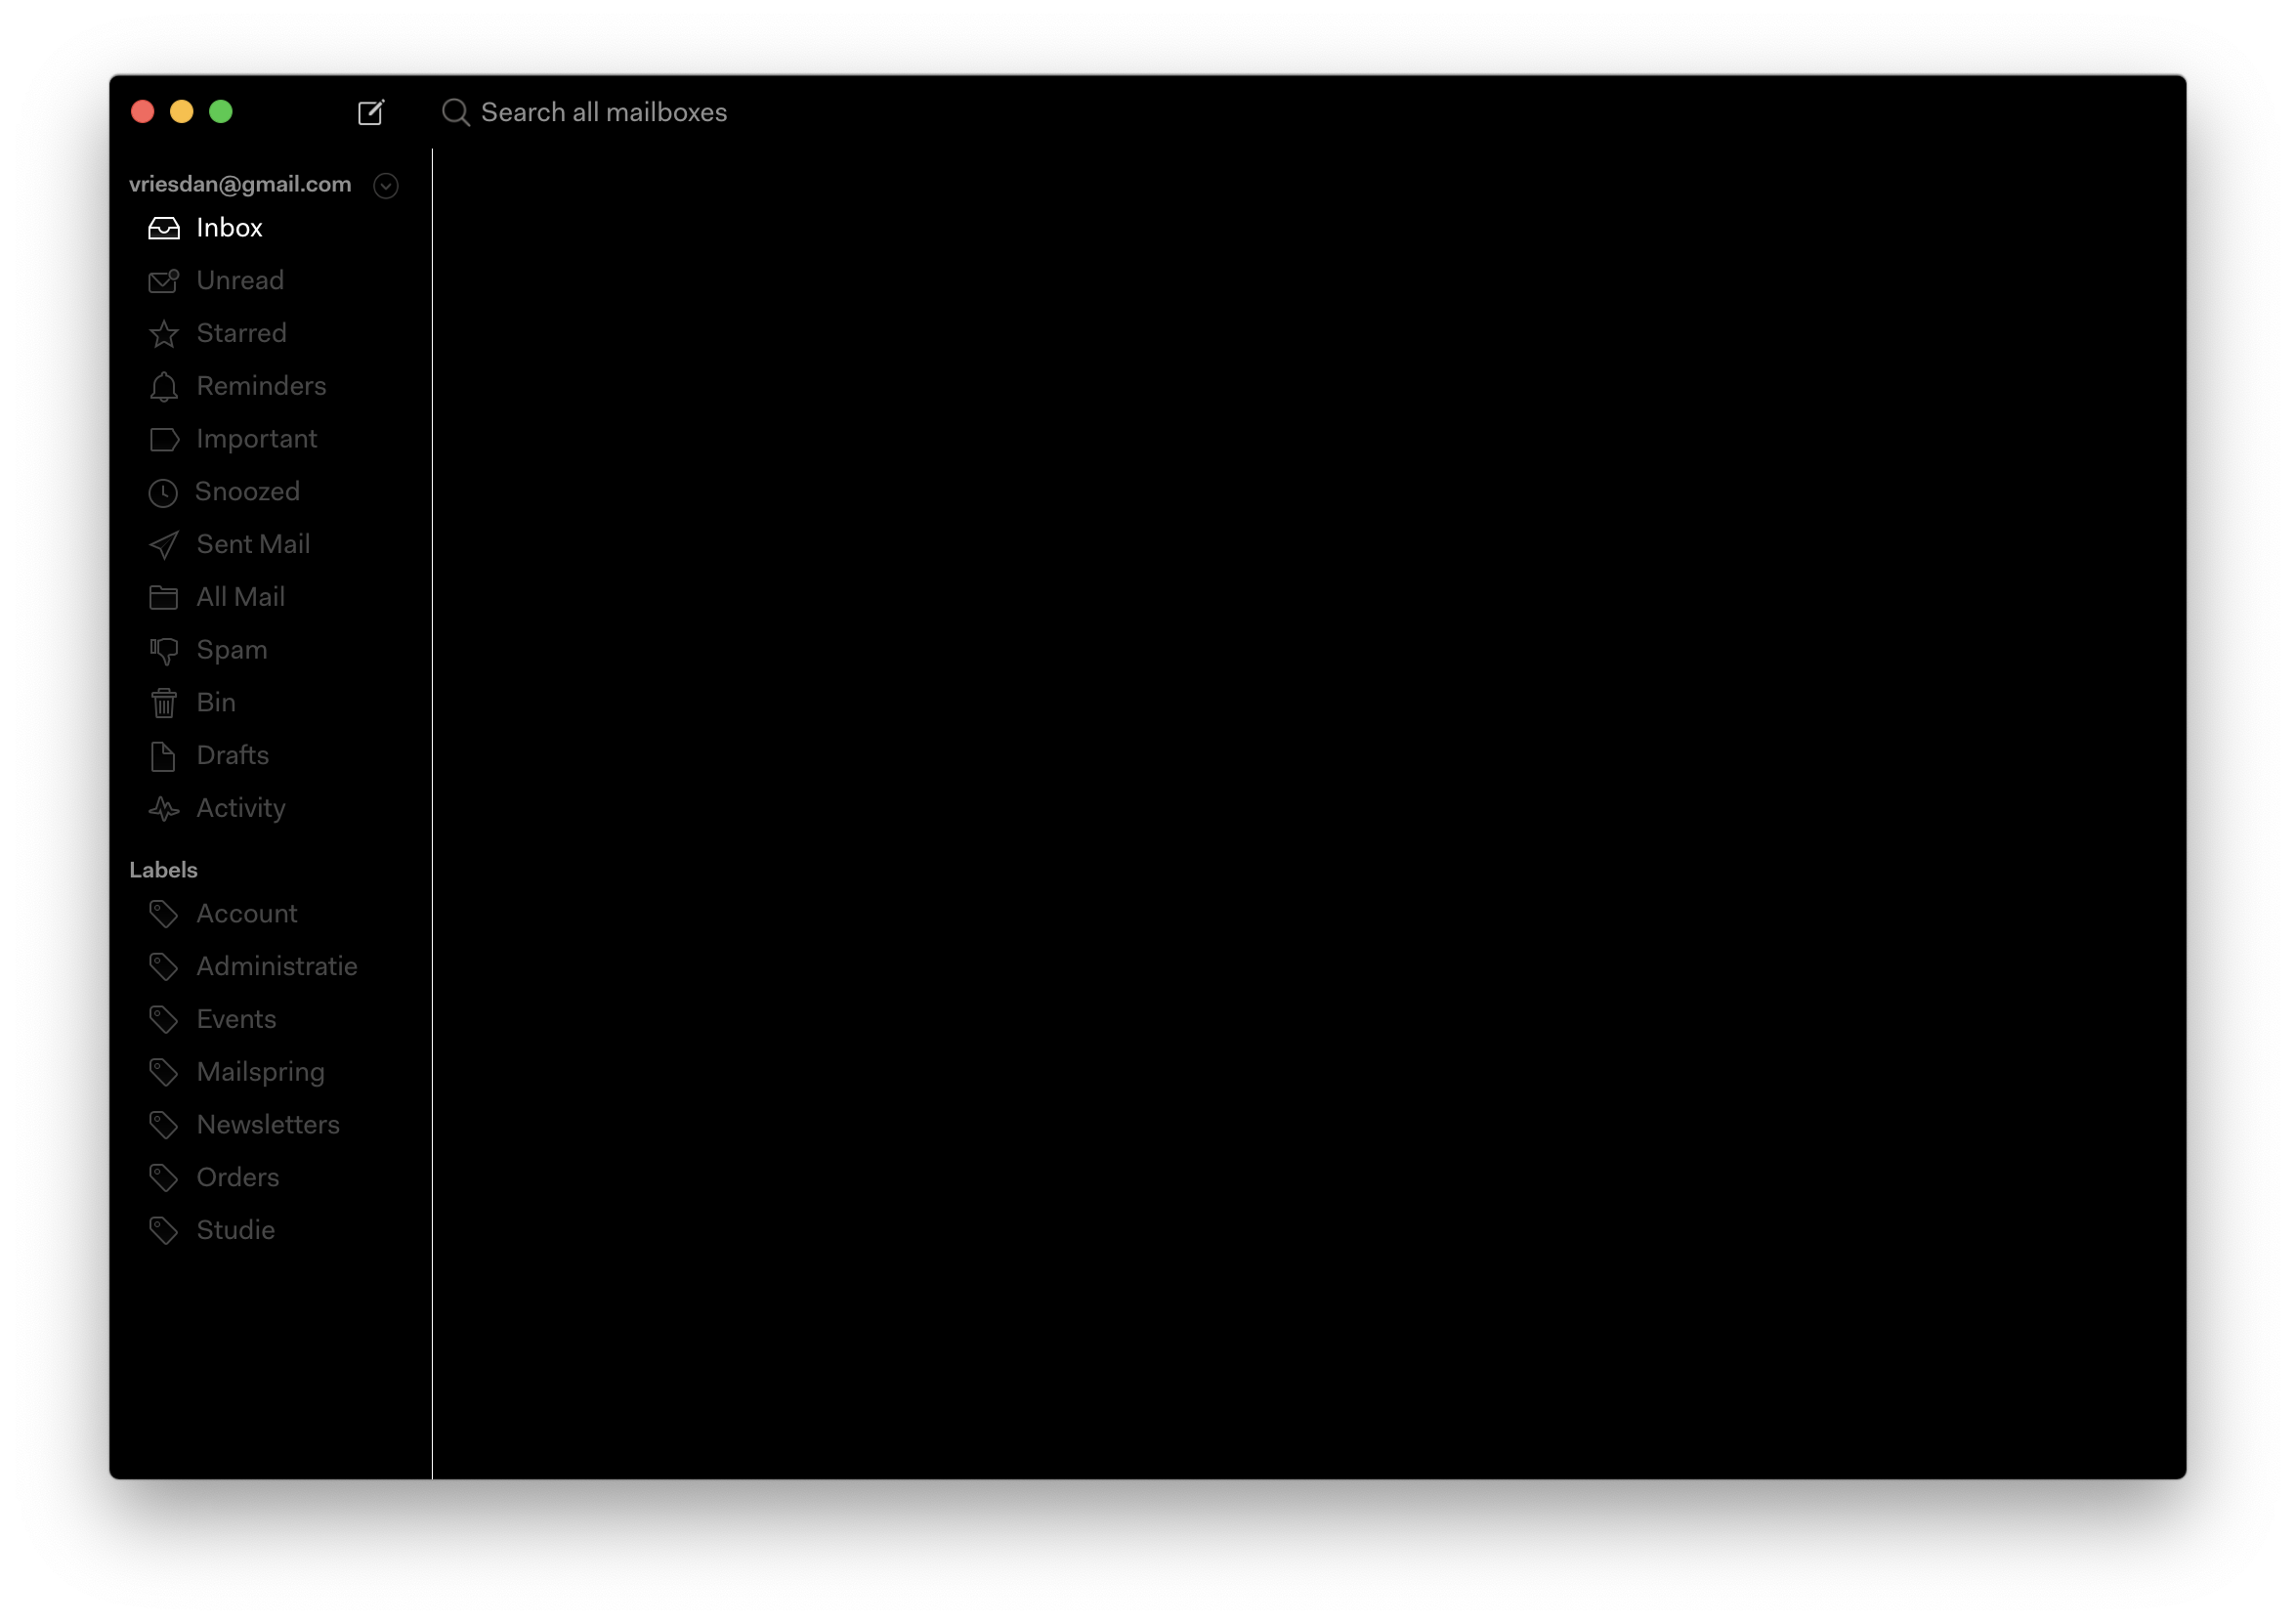 Search all mailboxes
vriesdan@gmail.com
Inbox
Unread
Starred
Reminders
Important
Snoozed
Sent Mail
All Mail
Spam
Bin
Drafts
Activity
Labels
Account
Administratie
Events
Mailspring
Newsletters
Orders
Studie